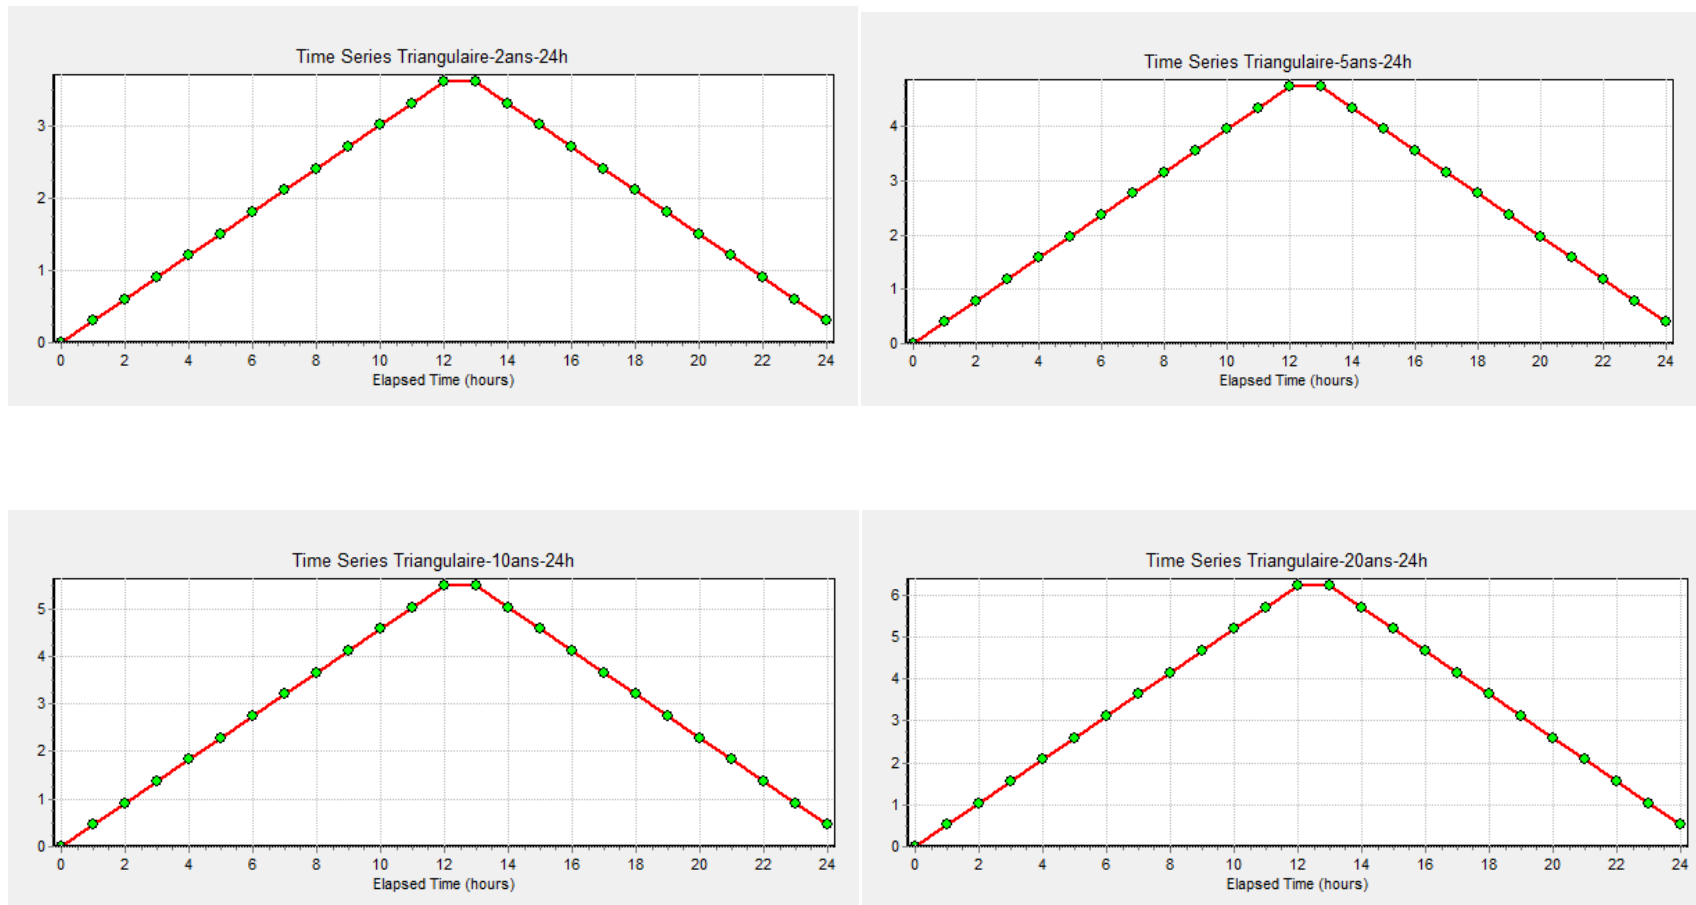 Time Series Triangulaire-2ans-24h
3
2
1
0
0 2 4 6 8 10 12 14 16 18 20 22 24
Elapsed Time (hours)
Time Series Triangulaire-5ans-24h
4
3
2
1
0
0 2 4 6 8 10 12 14 16 18 20 22 24
Elapsed Time (hours)
Time Series Triangulaire-10ans-24h
5
4
3
2
1
0
0 2 4 6 8 10 12 14 16 18 20 22 24
Elapsed Time (hours)
Time Series Triangulaire-20ans-24h
6
5
4
3
2
1
0
0 2 4 6 8 10 12 14 16 18 20 22 24
Elapsed Time (hours)